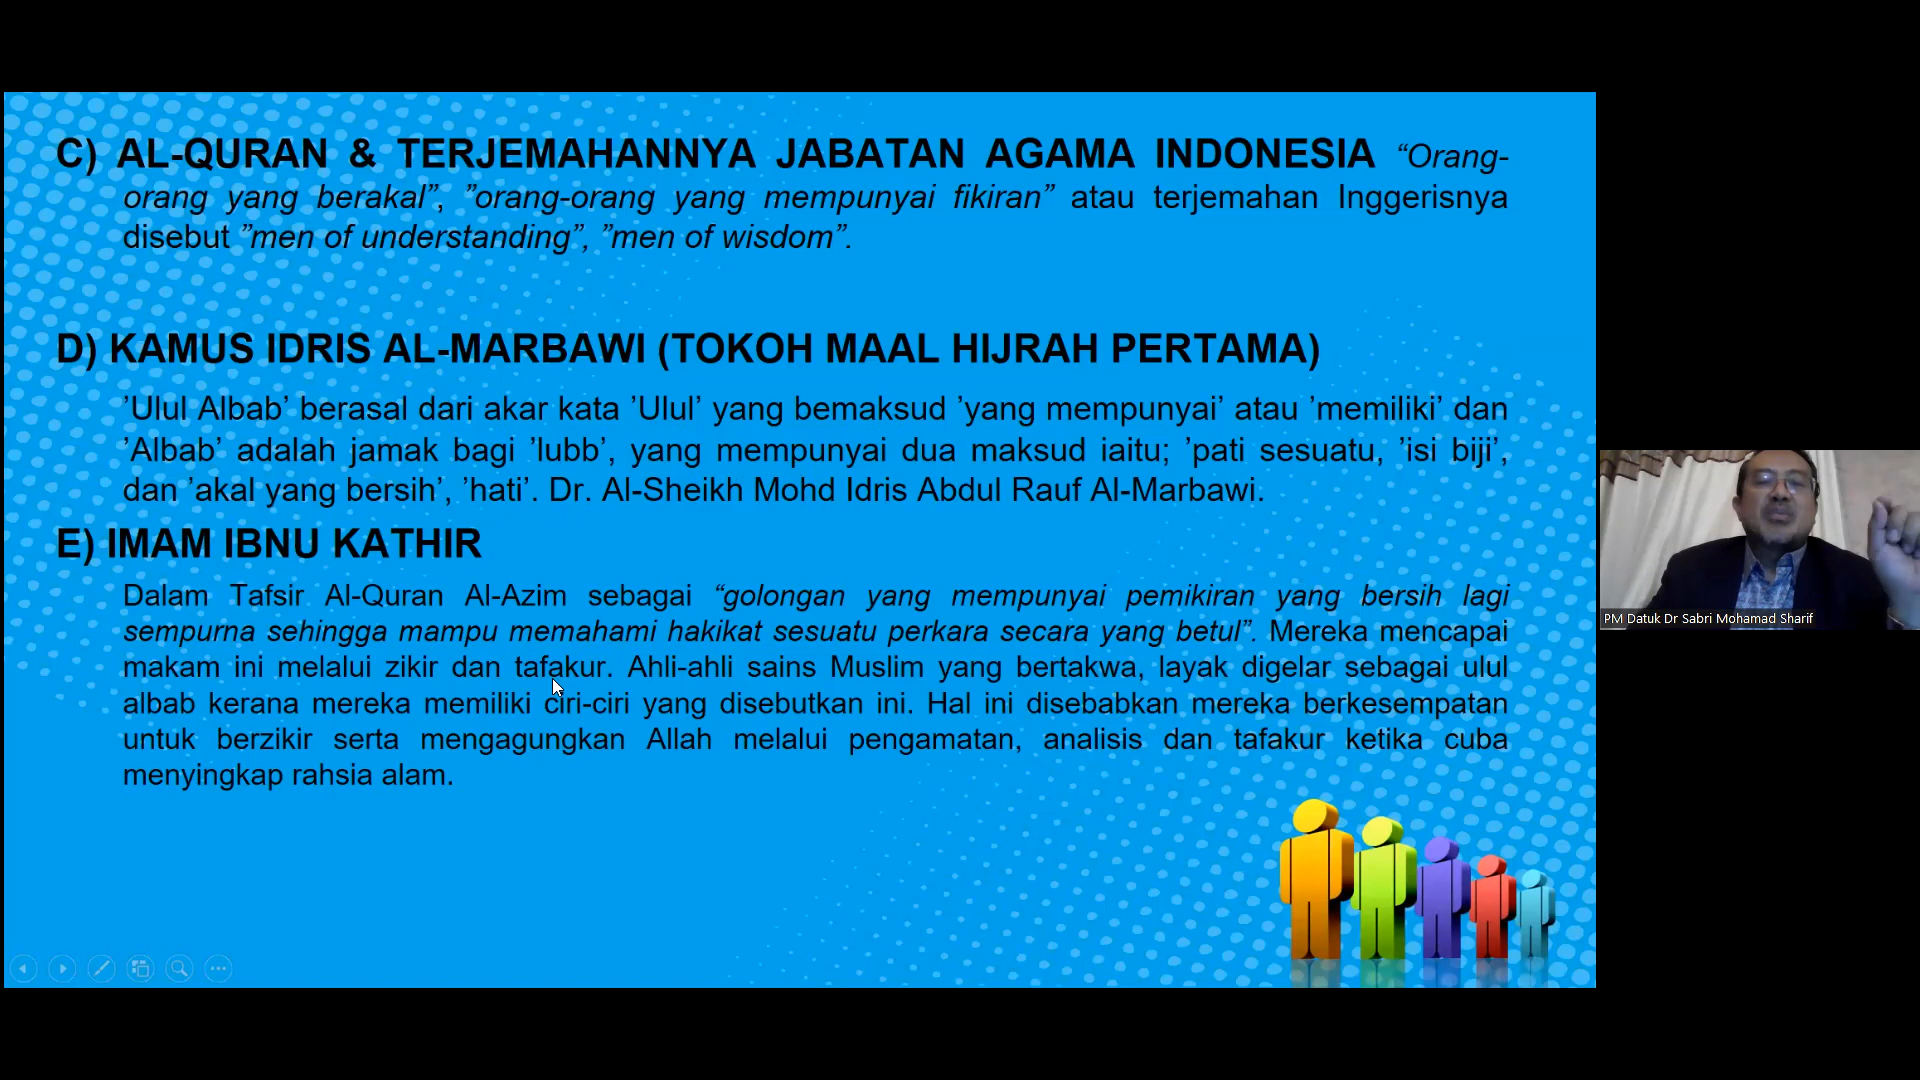 C) AL-QURAN & TERJEMAHANNYA JABATAN AGAMA INDONESIA “Orang-
orang yang berakal”, ”orang-orang yang mempunyai fikiran” atau terjemahan Inggerisnya
disebut ”men of understanding”, ”men of wisdom”.
D) KAMUS IDRIS AL-MARBAWI (TOKOH MAAL HIJRAH PERTAMA)
’Ulul Albab’ berasal dari akar kata ’Ulul’ yang bemaksud ’yang mempunyai’ atau ’memiliki’ dan
’Albab’ adalah jamak bagi ’lubb’, yang mempunyai dua maksud iaitu; ’pati sesuatu, ’isi biji’,
dan ’akal yang bersih’, ’hati’. Dr. Al-Sheikh Mohd Idris Abdul Rauf Al-Marbawi.
E) IMAM IBNU KATHIR
Dalam Tafsir Al-Quran Al-Azim sebagai “golongan yang mempunyai pemikiran yang bersih lagi
sempurna sehingga mampu memahami hakikat sesuatu perkara secara yang betul”. Mereka mencapai
makam ini melalui zikir dan tafakur. Ahli-ahli sains Muslim yang bertakwa, layak digelar sebagai ulul
albab kerana mereka memiliki ciri-ciri yang disebutkan ini. Hal ini disebabkan mereka berkesempatan
untuk berzikir serta mengagungkan Allah melalui pengamatan, analisis dan tafakur ketika cuba
menyingkap rahsia alam.
PM Datuk Dr Sabri Mohamad Sharif